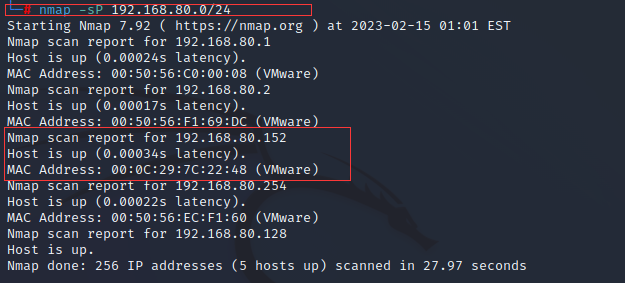 └─# nmap -sP 192.168.80.0/24
Starting Nmap 7.92 ( https://nmap.org ) at 2023-02-15 01:01 EST
Nmap scan report for 192.168.80.1
Host is up (0.00024s latency).
MAC Address: 00:50:56:C0:00:08 (VMware)
Nmap scan report for 192.168.80.2
Host is up (0.00017s latency).
MAC Address: 00:50:56:F1:69:DC (VMware)
Nmap scan report for 192.168.80.152
Host is up (0.00034s latency).
MAC Address: 00:0C:29:7C:22:48 (VMware)
Nmap scan report for 192.168.80.254
Host is up (0.00022s latency).
MAC Address: 00:50:56:EC:F1:60 (VMware)
Nmap scan report for 192.168.80.128
Host is up.
Nmap done: 256 IP addresses (5 hosts up) scanned in 27.97 seconds